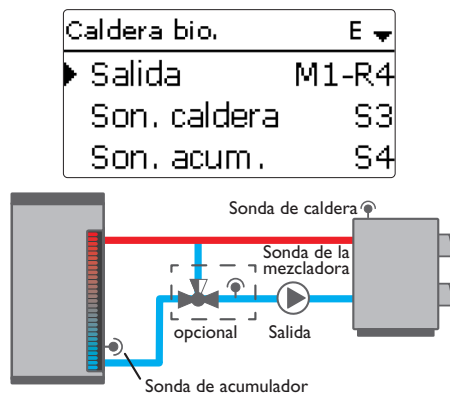 Caldera bio. E
Salida M1-R4
Son. caldera S3
Son. acum. S4
Sonda de caldera
Sonda de la
mezcladora
opcional
Salida
Sonda de acumulador